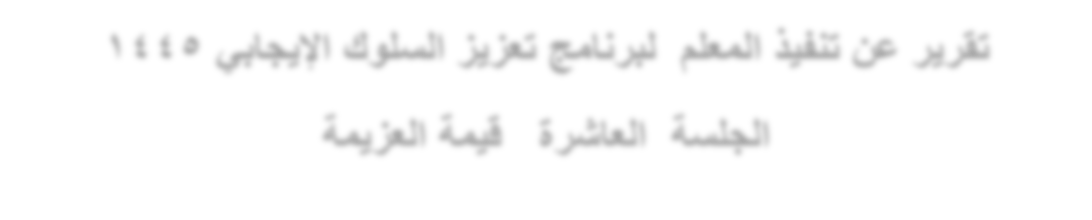 تقرير عن تنفيذ المعلم لبرنامج تعزيز السلوك الإيجابي ١٤٤٥
الجلسة العاشرة قيمة العزيمة